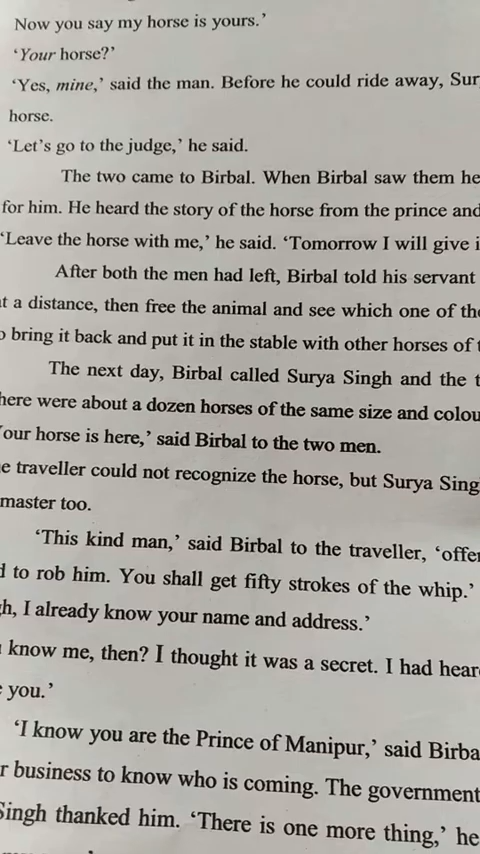 Now you say my horse is yours.’
‘Your horse?’
‘Yes, mine,’ said the man. Before he could ride away, Sur
horse.
‘Let’s go to the judge,’ he said.
The two came to Birbal. When Birbal saw them he
for him. He heard the story of the horse from the prince and
‘Leave the horse with me,’ he said. ‘Tomorrow I will give i
After both the men had left, Birbal told his servant
at a distance, then free the animal and see which one of the
o bring it back and put it in the stable with other horses of t
The next day, Birbal called Surya Singh and the t
here were about a dozen horses of the same size and colou
our horse is here,’ said Birbal to the two men.
e traveller could not recognize the horse, but Surya Sing
master too.
‘This kind man,’ said Birbal to the traveller, ‘offer
d to rob him. You shall get fifty strokes of the whip.’
gh, I already know your name and address.’
know me, then? I thought it was a secret. I had hear
e you.’
‘I know you are the Prince of Manipur,’ said Birba
r business to know who is coming. The government
Singh thanked him. ‘There is one more thing,’ he